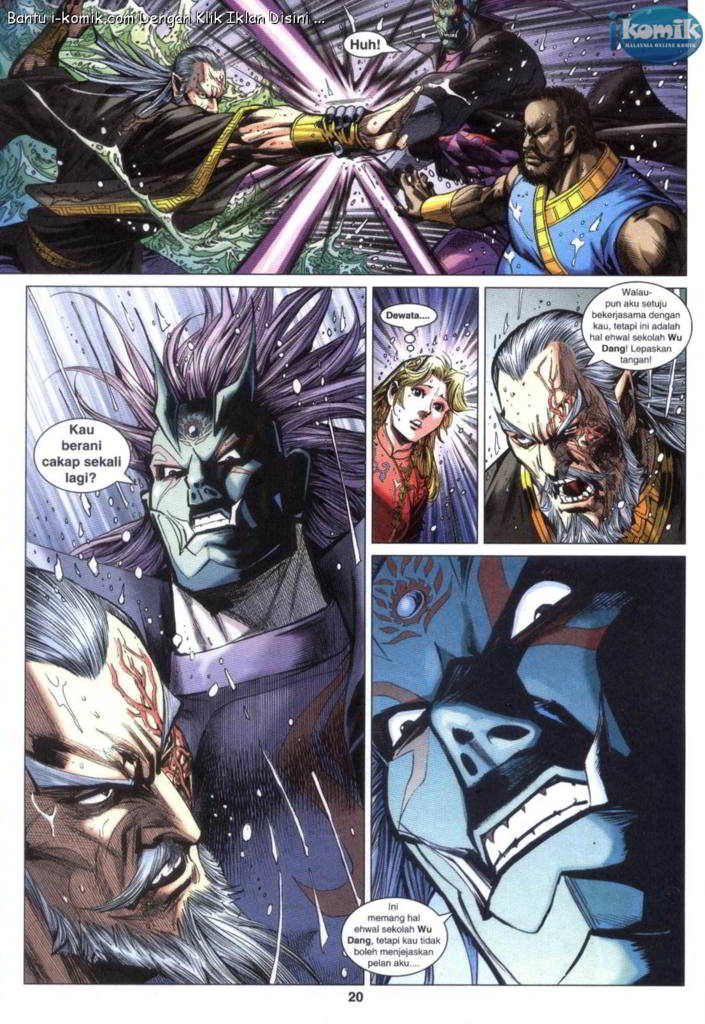 Bantu i-komik.com Dengan Klik Iklan Disini ...
ikomik
MALAYSIA ONLINE KOMIK
Huh!
Kau
berani
cakap sekali
lagi?
Dewata....
Walau-
pun aku setuju
bekerjasama dengan
kau, tetapi ini adalah
hal ehwal sekolah Wu
Dang! Lepaskan
tangan!
Ini
memang hal
ehwal sekolah Wu
Dang, tetapi kau tidak
boleh menjejaskan
pelan aku....
20